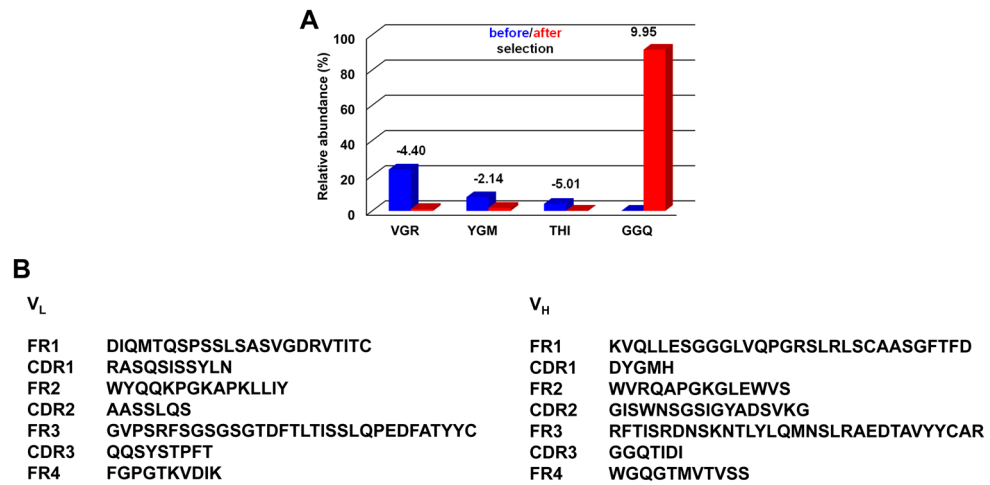 A
before/after
selection
9.95
Relative abundance (%)
100
80
60
40
20
0
-4.40
-2.14
-5.01
VGR YGM THI GGQ
B
VL VH
FR1 DIQMTQSPSSLSASVGDRVTITC FR1 KVQLLESGGGLVQPGRSLRLSCAASGFTFD
CDR1 RASQSISSYLN CDR1 DYGMH
FR2 WYQQKPGKAPKLLIY FR2 WVRQAPGKGLEWVS
CDR2 AASSLQS CDR2 GISWNSGSIGYADSVKG
FR3 GVPSRFSGSGSGTDFTLTISSLQPEDFATYYC FR3 RFTISRDNSKNTLYLQMNSLRAEDTAVYYCAR
CDR3 QQSYSTPFT CDR3 GGQTIDI
FR4 FGPGTKVDIK FR4 WGQGTMVTVSS